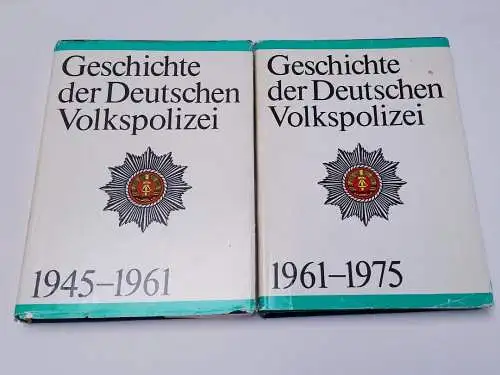 Geschichte
der Deutschen
Volkspolizei
1945–1961
Geschichte
der Deutschen
Volkspolizei
1961–1975